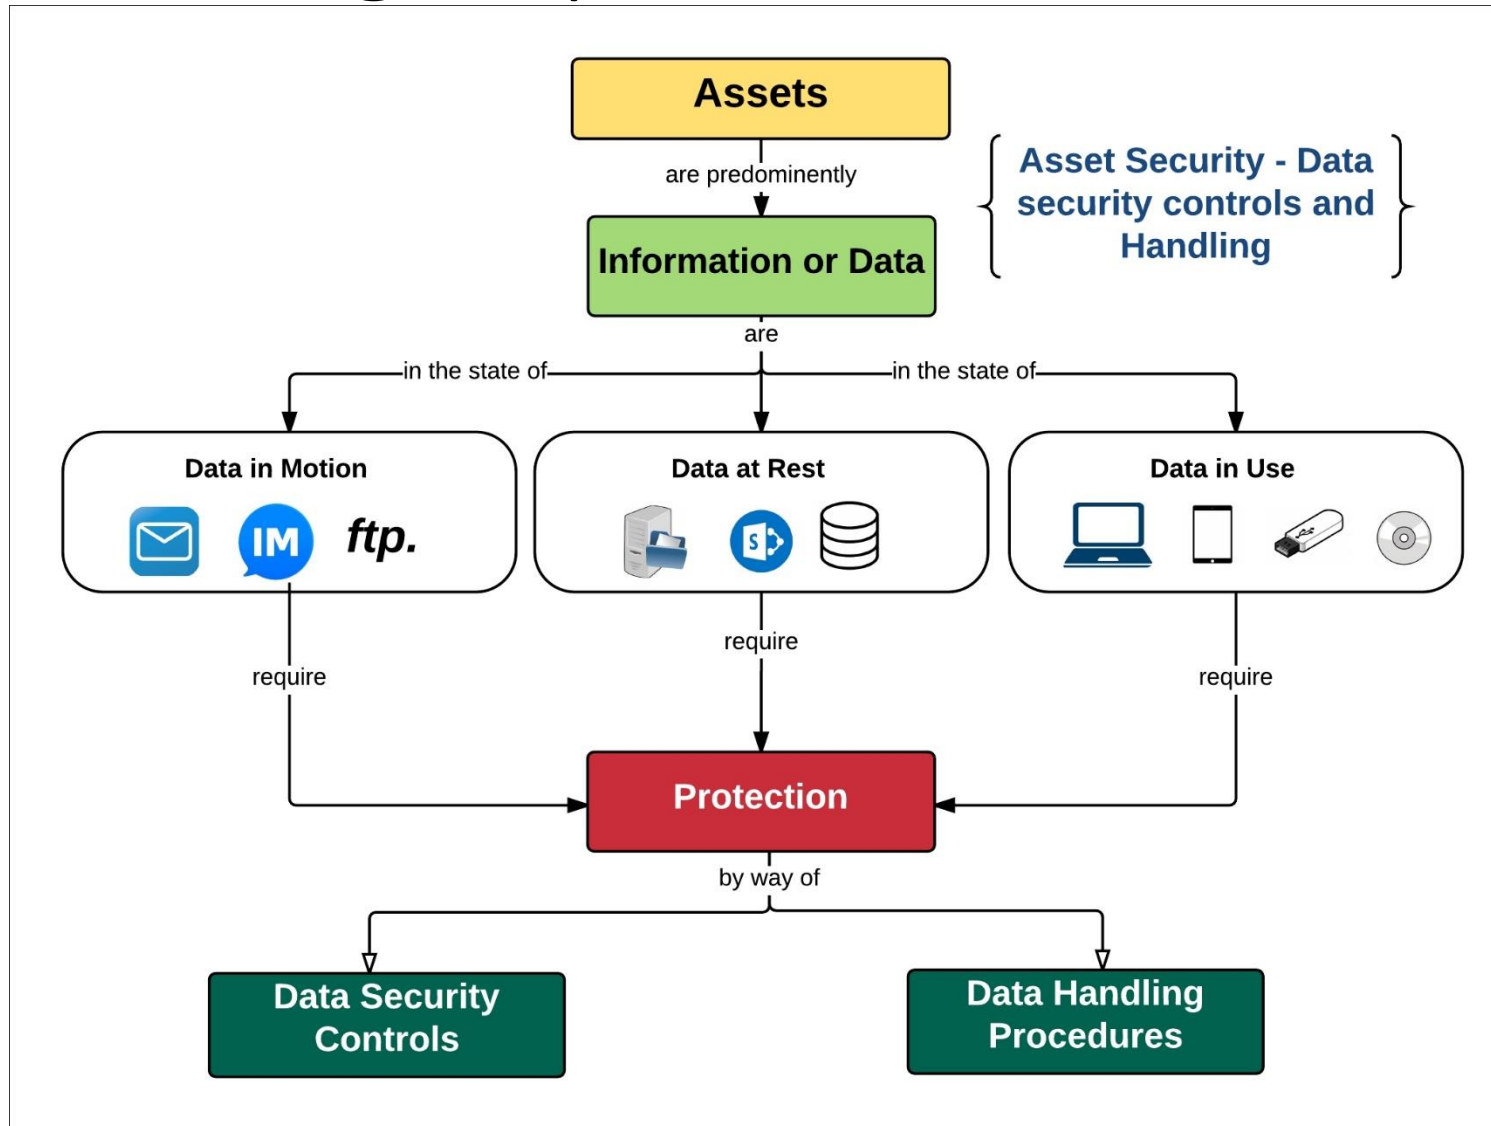 Assets
are predominently
Asset Security - Data
security controls and
Handling
Information or Data
are
in the state of
in the state of
Data in Motion
Data at Rest
Data in Use
IM
ftp.
S
require
require
require
Protection
by way of
Data Security
Controls
Data Handling
Procedures